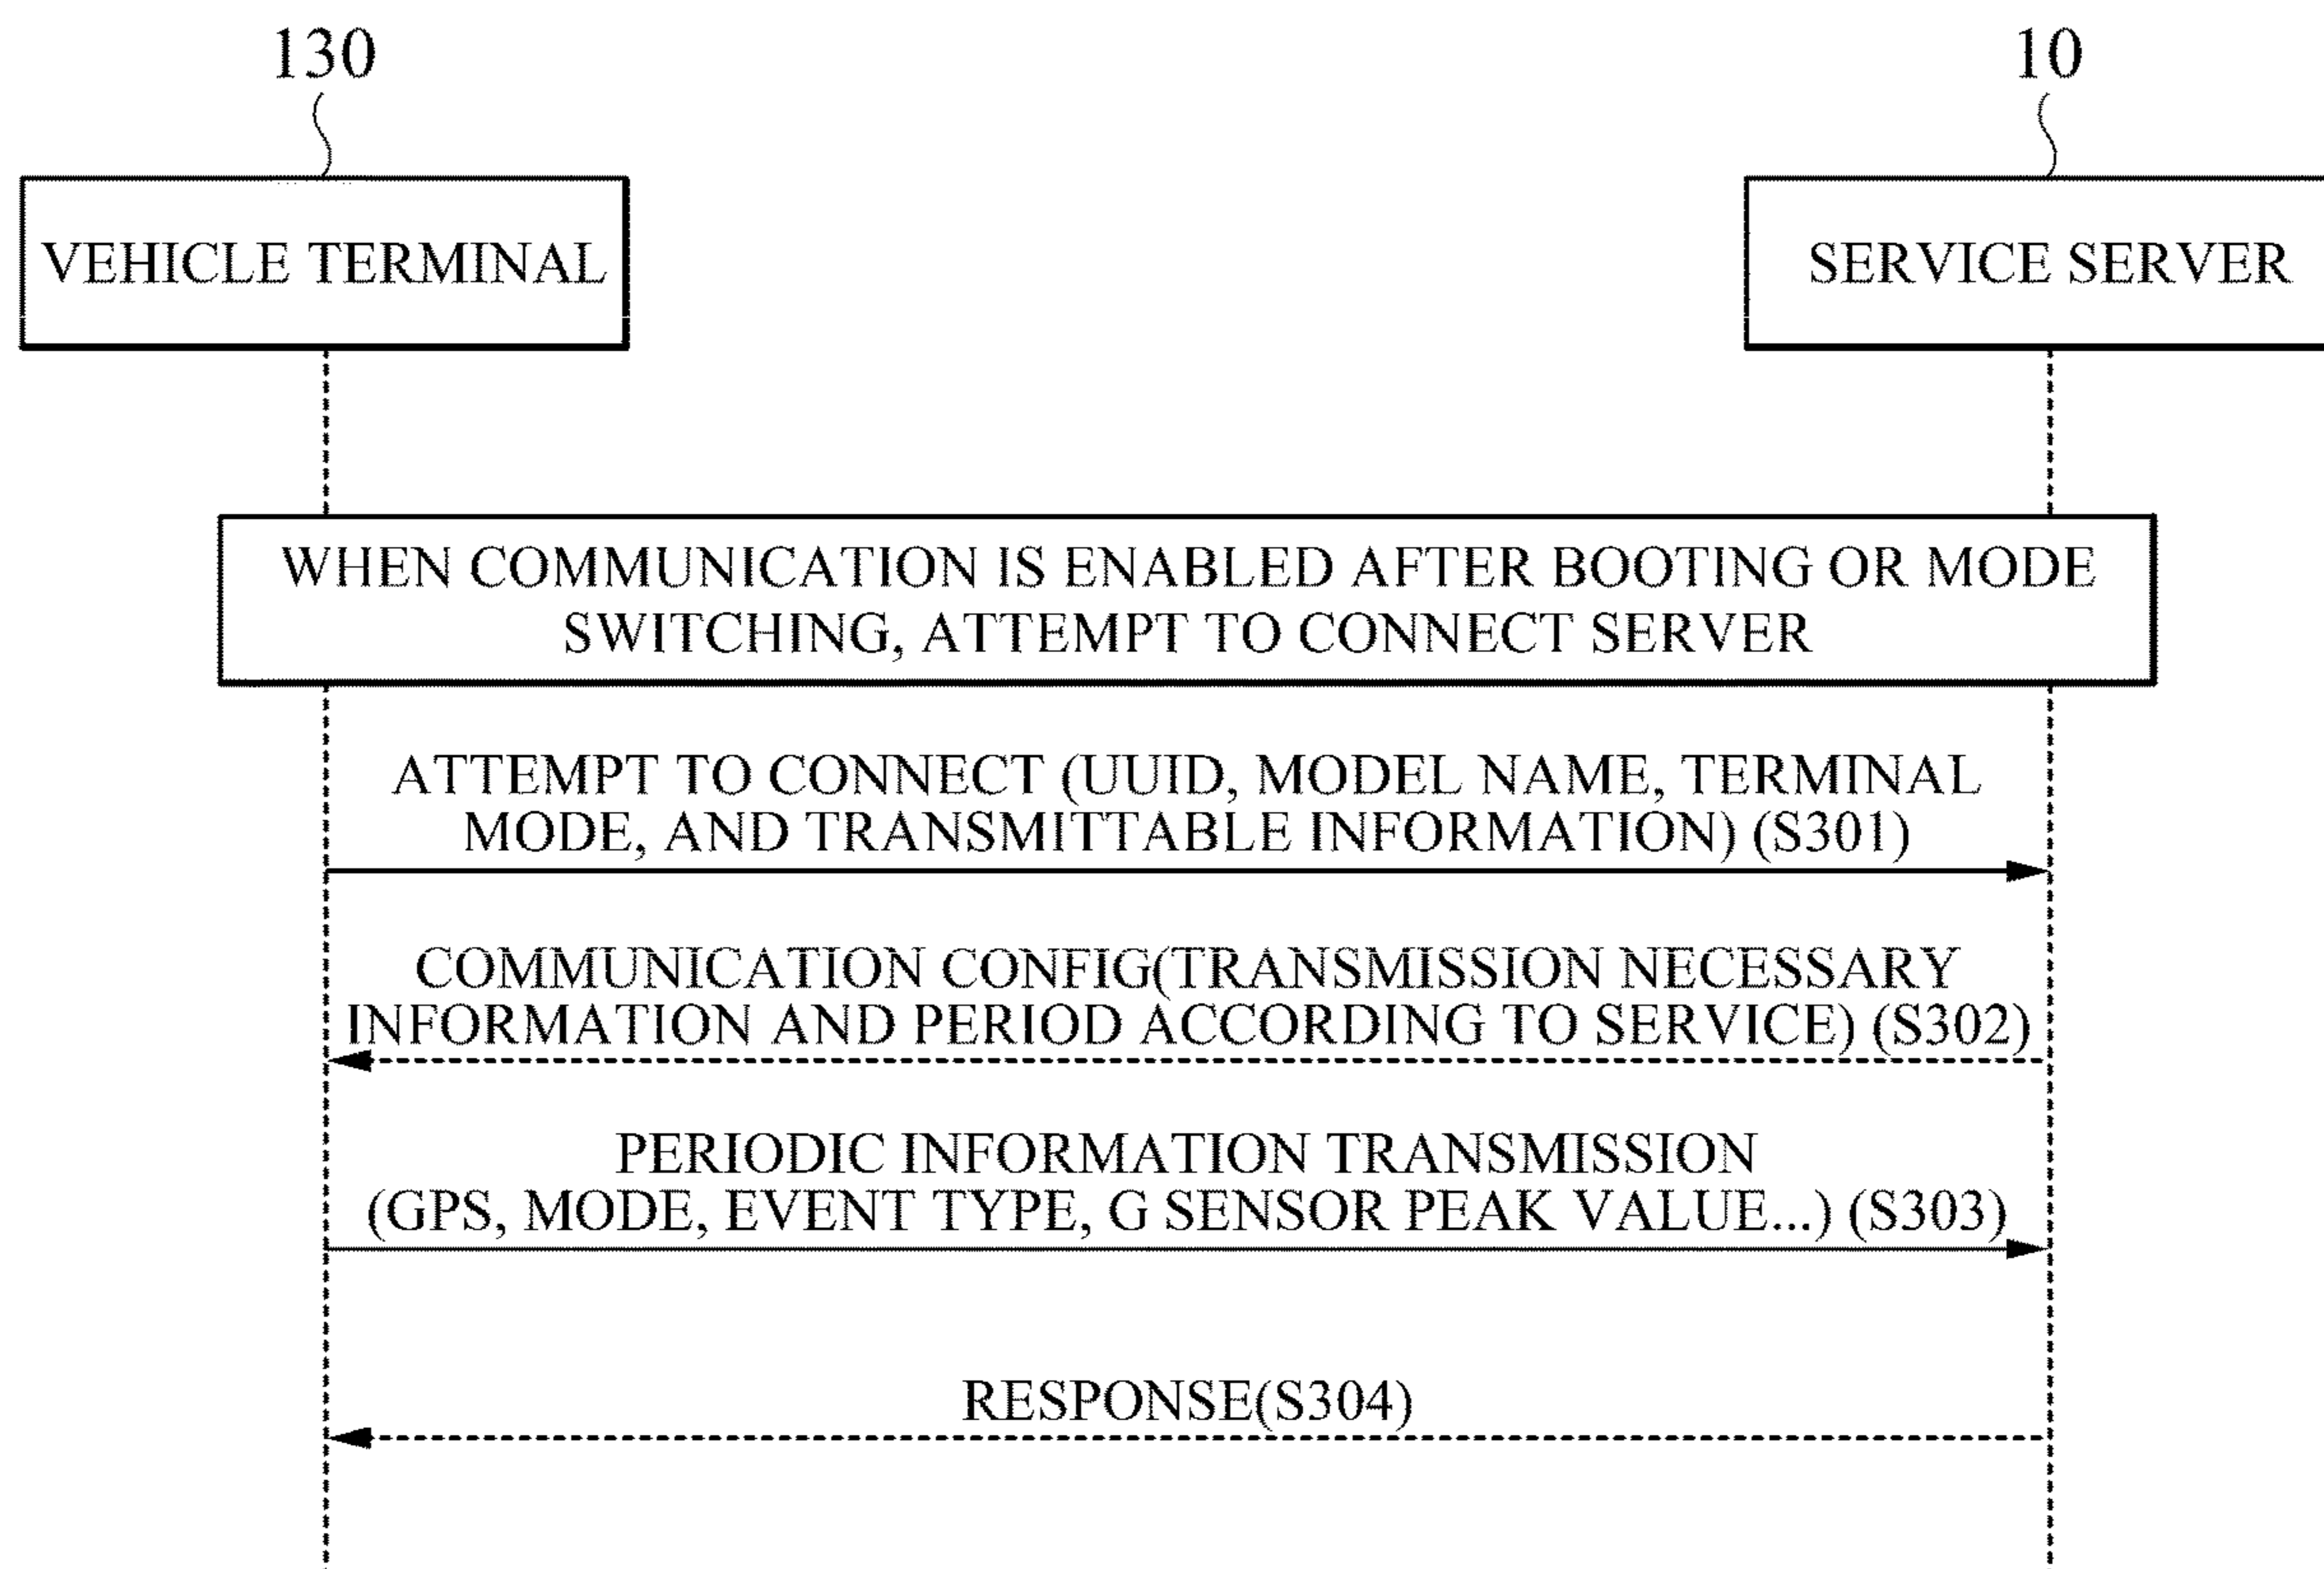 130
10
VEHICLE TERMINAL
SERVICE SERVER
WHEN COMMUNICATION IS ENABLED AFTER BOOTING OR MODE
SWITCHING, ATTEMPT TO CONNECT SERVER
ATTEMPT TO CONNECT (UUID, MODEL NAME, TERMINAL
MODE, AND TRANSMITTABLE INFORMATION) (S301)
COMMUNICATION CONFIG(TRANSMISSION NECESSARY
INFORMATION AND PERIOD ACCORDING TO SERVICE) (S302)
PERIODIC INFORMATION TRANSMISSION
(GPS, MODE, EVENT TYPE, G SENSOR PEAK VALUE...) (S303)
RESPONSE(S304)